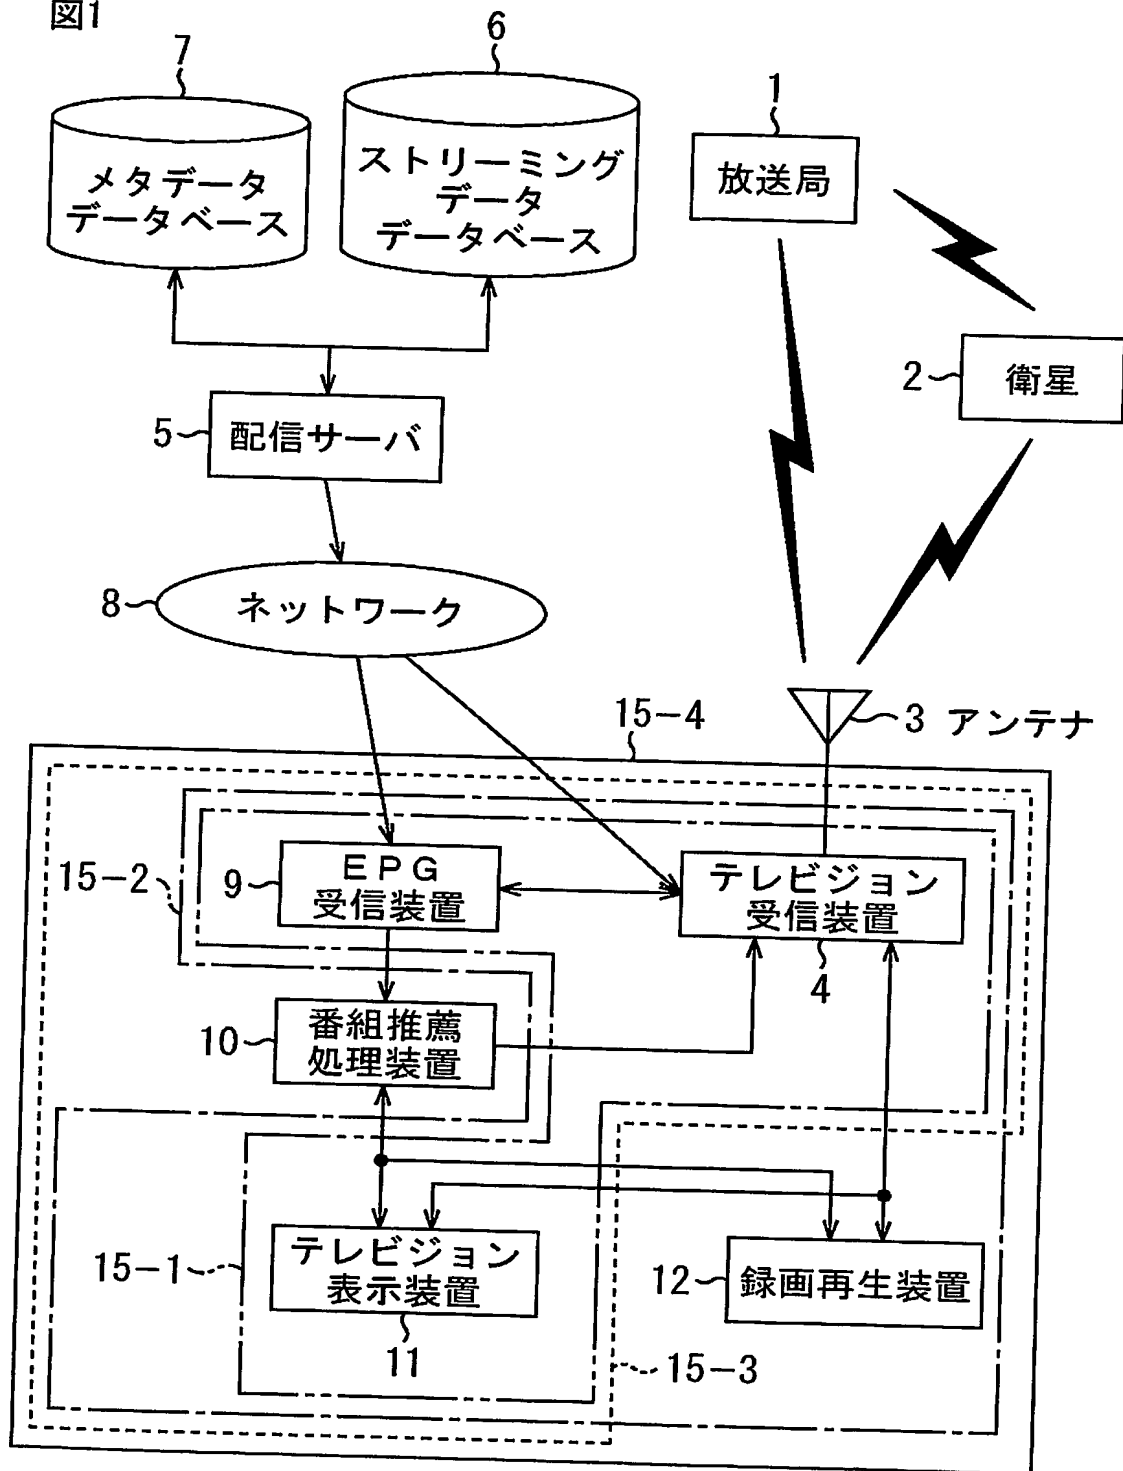 図1
7
6
1
メタデータ
データベース
ストリーミング
データ
データベース
放送局
2
衛星
5
配信サーバ
8
ネットワーク
15-4
3 アンテナ
15-2
9
EPG
受信装置
テレビジョン
受信装置
4
10
番組推薦
処理装置
15-1
テレビジョン
表示装置
11
12
録画再生装置
15-3